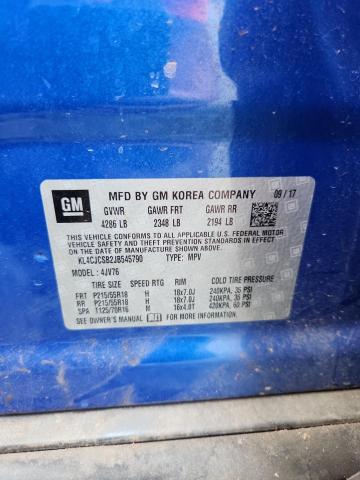 GM
MFD BY GM KOREA COMPANY 09 / 17
GVWR GAWR FRT GAWR RR
4286 LB 2348 LB 2194 LB
THIS VEHICLE CONFORMS TO ALL APPLICABLE U.S. FEDERAL MOTOR
VEHICLE SAFETY, BUMPER, AND THEFT PREVENTION STANDARDS IN
EFFECT ON THE DATE OF MANUFACTURE SHOWN ABOVE.
KL4CJCSB2JB545790 TYPE: MPV
MODEL: 4JV76
TIRE SIZE SPEED RTG RIM COLD TIRE PRESSURE
FRT P215/55R18 H 18x7.0J 240KPA, 35 PSI
RR P215/55R18 H 18x7.0J 240KPA, 35 PSI
SPA T125/70R16 M 16x4.0T 420KPA, 60 PSI
SEE OWNER'S MANUAL FOR ADDITIONAL INFORMATION.